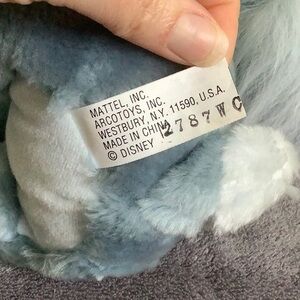 MATTEL, INC.
ARCOTOYS, INC.
WESTBURY, N.Y. 11590, U.S.A.
MADE IN CHINA
© DISNEY
2787WC